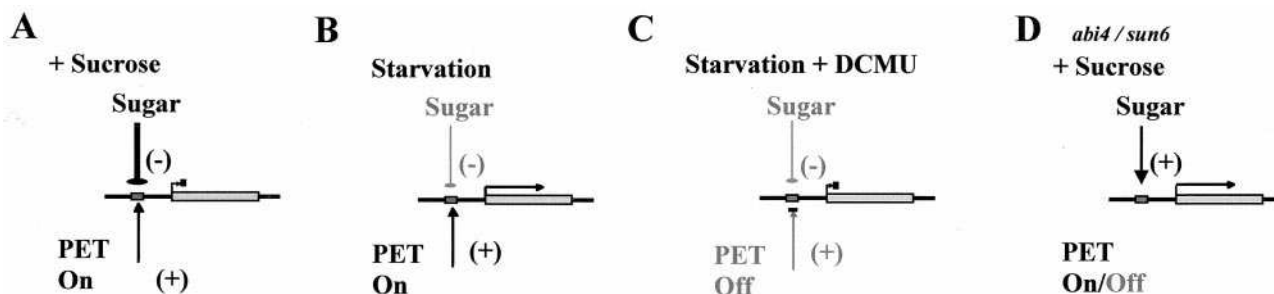 A
+ Sucrose
Sugar
(-)
PET
On
(+)
B
Starvation
Sugar
(-)
PET
On
(+)
C
Starvation + DCMU
Sugar
(-)
PET
Off
(+)
D
abi4 / sun6
+ Sucrose
Sugar
(+)
PET
On/Off